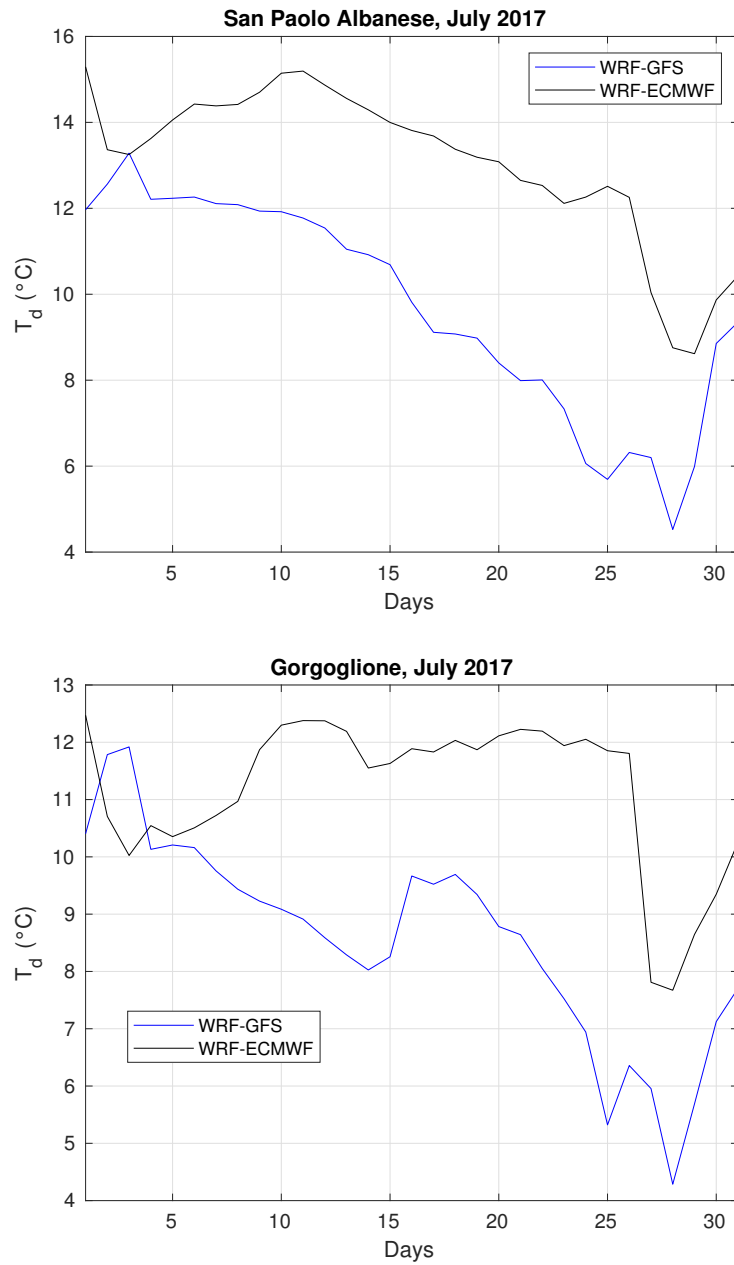 San Paolo Albanese, July 2017
16
14
12
10
8
6
4
T_d (°C)
WRF-GFS
WRF-ECMWF
5 10 15 20 25 30
Days
Gorgoglione, July 2017
13
12
11
10
9
8
7
6
5
4
T_d (°C)
WRF-GFS
WRF-ECMWF
5 10 15 20 25 30
Days